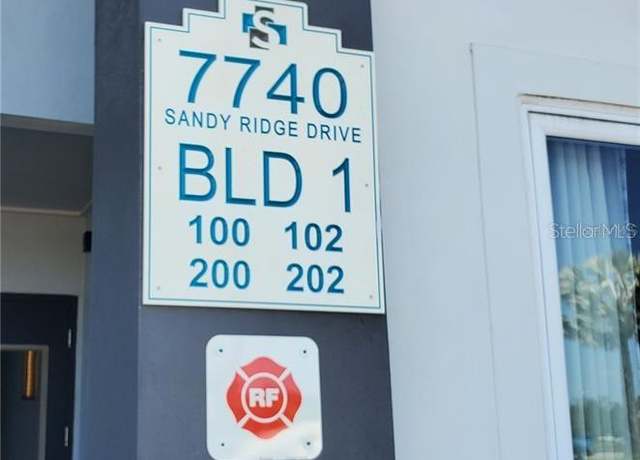 S
7740
SANDY RIDGE DRIVE
BLD 1
100 102
200 202
RF
StellarMLS